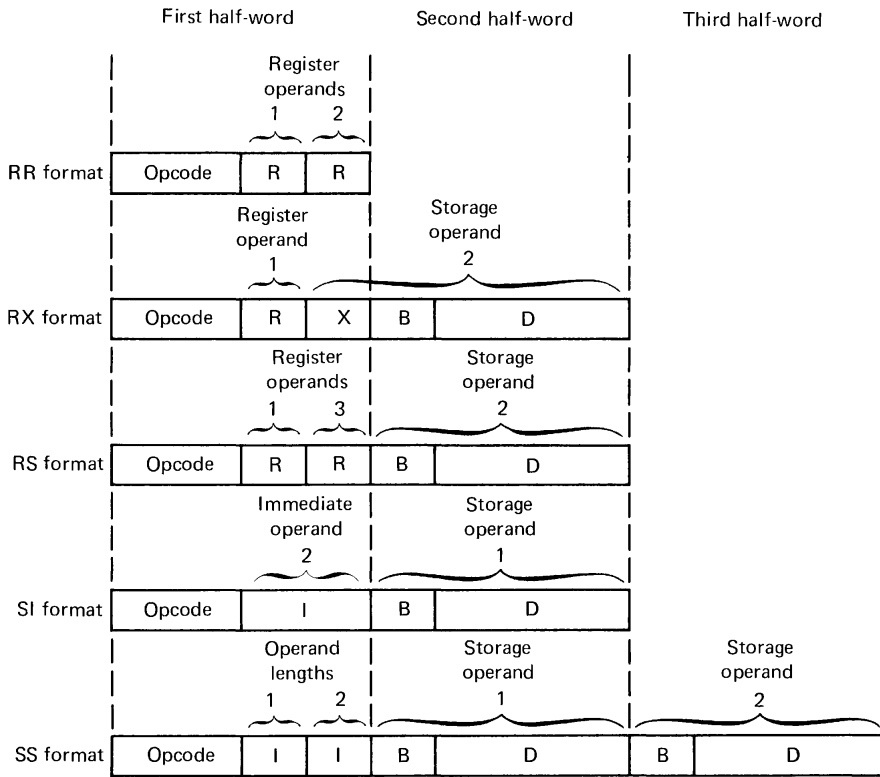 First half-word Second half-word Third half-word
Register
operands
1 2
RR format Opcode R R
Register Storage
operand operand
1 2
RX format Opcode R X B D
Register Storage
operands operand
1 3 2
RS format Opcode R R B D
Immediate Storage
operand operand
2 1
SI format Opcode I B D
Operand Storage Storage
lengths operand operand
1 2 1 2
SS format Opcode I I B D B D